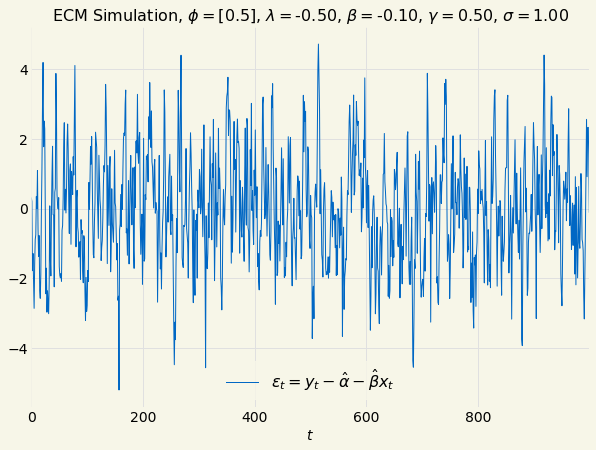 ECM Simulation, ϕ = [0.5], λ = -0.50, β = -0.10, γ = 0.50, σ = 1.00
4
2
0
−2
−4
0 200 400 600 800
εₜ = yₜ − α̂ − β̂xₜ
t